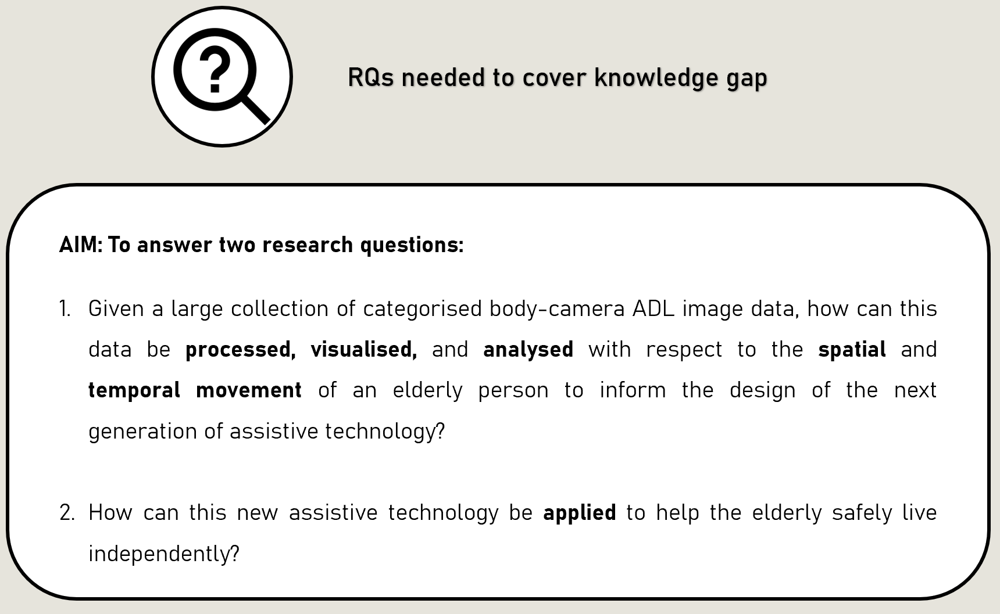 ?
RQs needed to cover knowledge gap
AIM: To answer two research questions:
1. Given a large collection of categorised body-camera ADL image data, how can this
data be processed, visualised, and analysed with respect to the spatial and
temporal movement of an elderly person to inform the design of the next
generation of assistive technology?
2. How can this new assistive technology be applied to help the elderly safely live
independently?